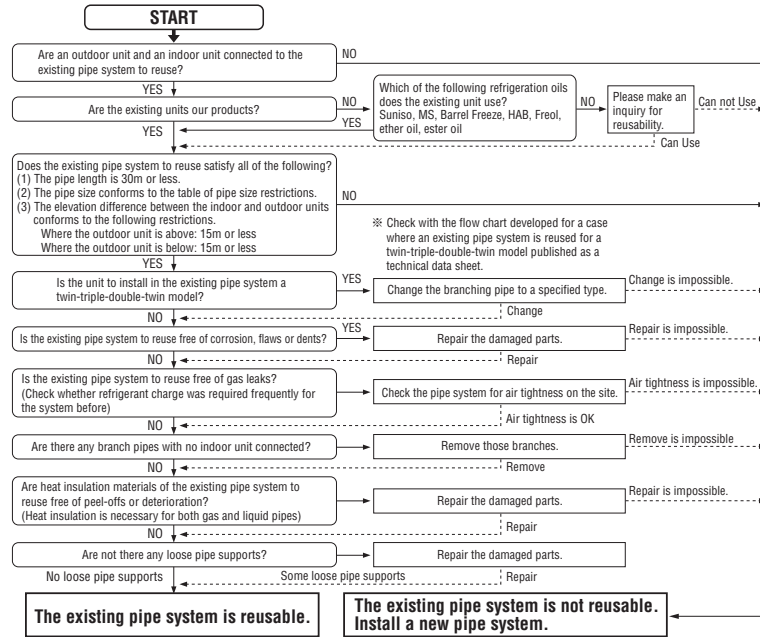 START
Are an outdoor unit and an indoor unit connected to the
existing pipe system to reuse?
NO
YES
Are the existing units our products?
NO
YES
Which of the following refrigeration oils
does the existing unit use?
Suniso, MS, Barrel Freeze, HAB, Freol,
ether oil, ester oil
NO
YES
Please make an
inquiry for
reusability.
Can not Use
Can Use
Does the existing pipe system to reuse satisfy all of the following?
(1) The pipe length is 30m or less.
(2) The pipe size conforms to the table of pipe size restrictions.
(3) The elevation difference between the indoor and outdoor units
conforms to the following restrictions.
Where the outdoor unit is above: 15m or less
Where the outdoor unit is below: 15m or less
NO
YES
※ Check with the flow chart developed for a case
where an existing pipe system is reused for a
twin-triple-double-twin model published as a
technical data sheet.
Is the unit to install in the existing pipe system a
twin-triple-double-twin model?
YES
Change the branching pipe to a specified type.
Change is impossible.
NO
Change
Is the existing pipe system to reuse free of corrosion, flaws or dents?
YES
Repair the damaged parts.
Repair is impossible.
NO
Repair
Is the existing pipe system to reuse free of gas leaks?
(Check whether refrigerant charge was required frequently for
the system before)
Check the pipe system for air tightness on the site.
Air tightness is impossible.
NO
Air tightness is OK
Are there any branch pipes with no indoor unit connected?
Remove those branches.
Remove is impossible
NO
Remove
Are heat insulation materials of the existing pipe system to
reuse free of peel-offs or deterioration?
(Heat insulation is necessary for both gas and liquid pipes)
Repair the damaged parts.
Repair is impossible.
NO
Repair
Are not there any loose pipe supports?
Repair the damaged parts.
No loose pipe supports
Some loose pipe supports
Repair
The existing pipe system is reusable.
The existing pipe system is not reusable.
Install a new pipe system.